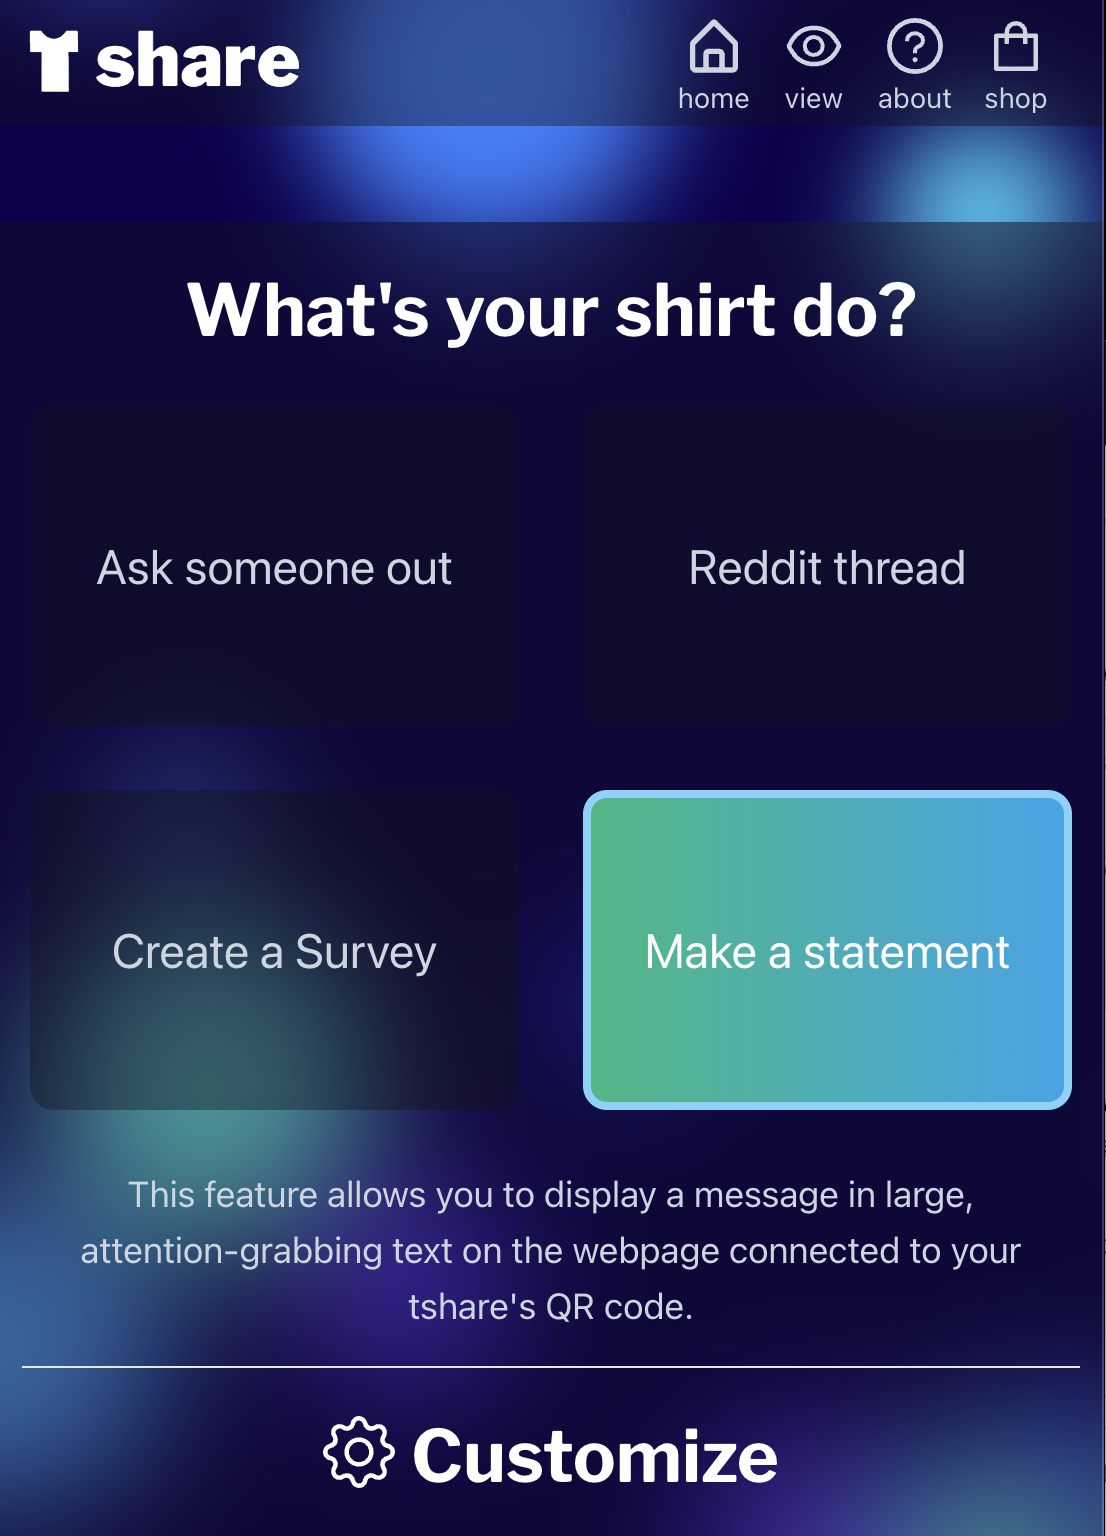 share
home view about shop
What's your shirt do?
Ask someone out
Reddit thread
Create a Survey
Make a statement
This feature allows you to display a message in large,
attention-grabbing text on the webpage connected to your
tshare's QR code.
Customize